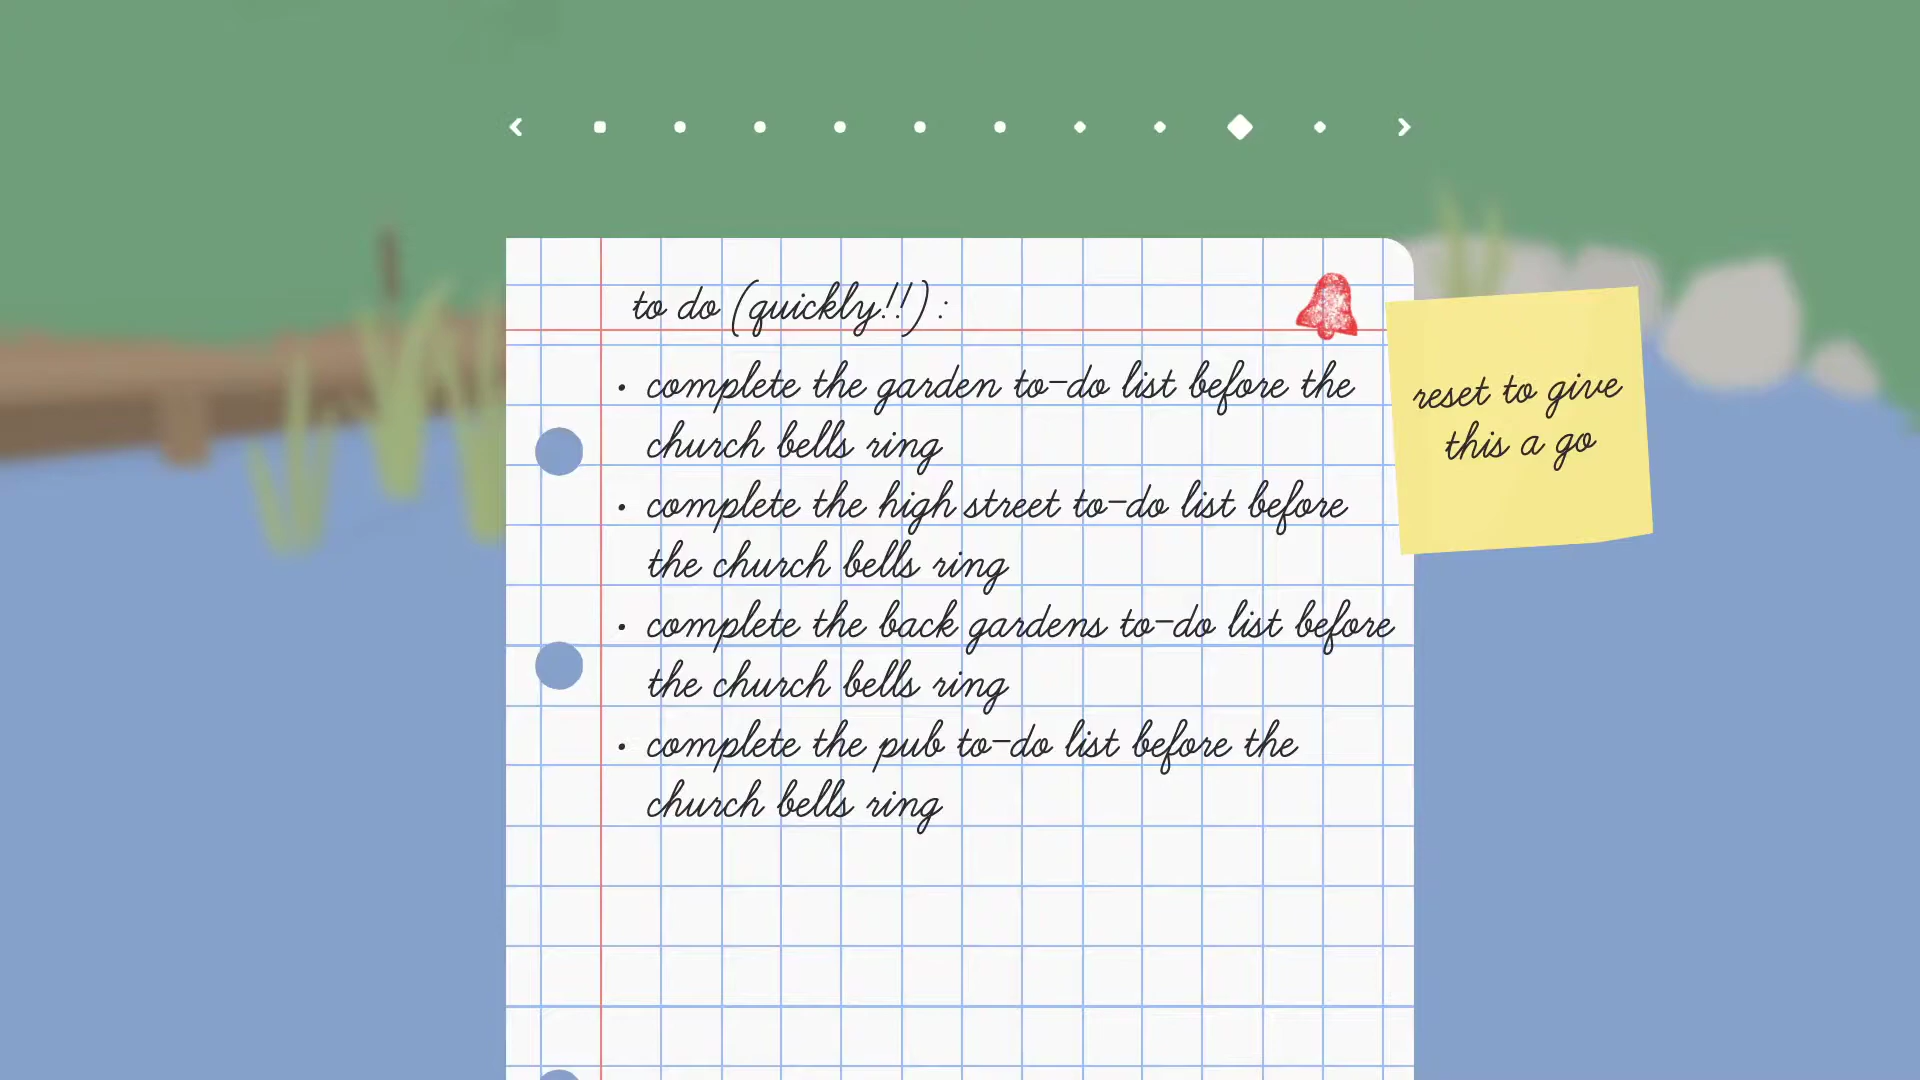 to do (quickly!!):
• complete the garden to-do list before the
church bells ring
• complete the high street to-do list before
the church bells ring
• complete the back gardens to-do list before
the church bells ring
• complete the pub to-do list before the
church bells ring
reset to give
this a go